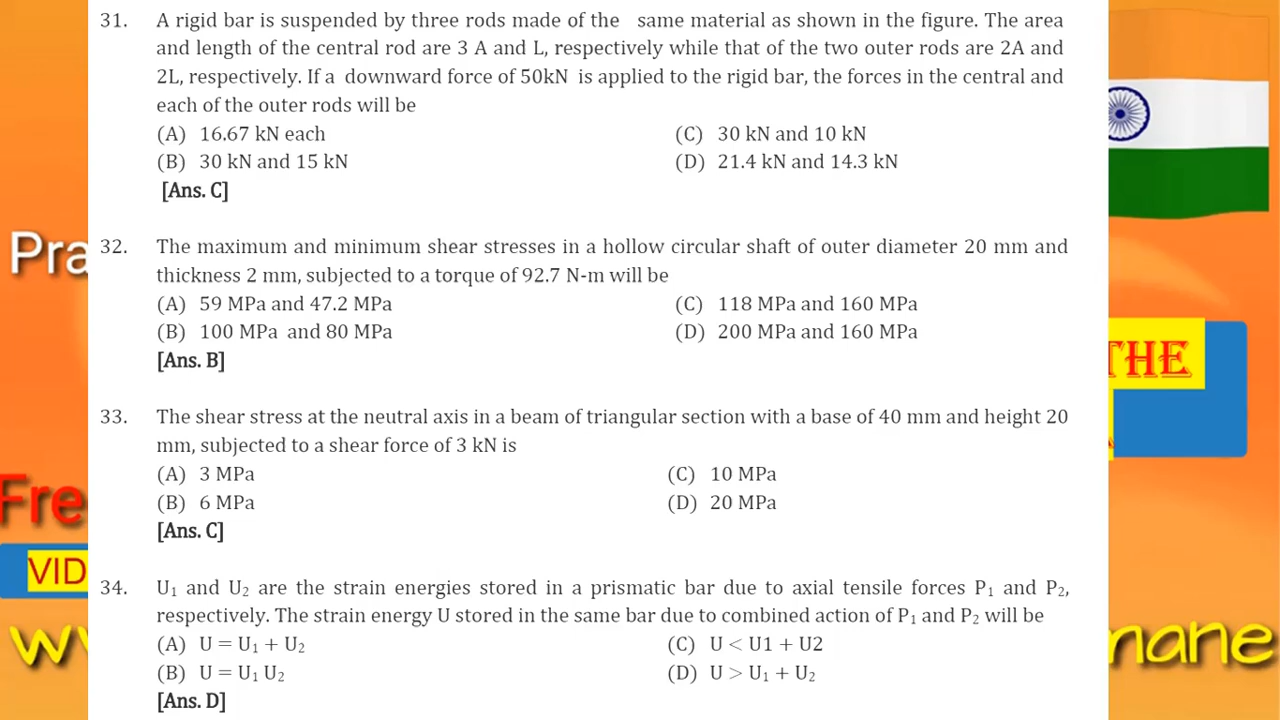 31. A rigid bar is suspended by three rods made of the same material as shown in the figure. The area
and length of the central rod are 3 A and L, respectively while that of the two outer rods are 2A and
2L, respectively. If a downward force of 50kN is applied to the rigid bar, the forces in the central and
each of the outer rods will be
(A) 16.67 kN each (C) 30 kN and 10 kN
(B) 30 kN and 15 kN (D) 21.4 kN and 14.3 kN
[Ans. C]
32. The maximum and minimum shear stresses in a hollow circular shaft of outer diameter 20 mm and
thickness 2 mm, subjected to a torque of 92.7 N-m will be
(A) 59 MPa and 47.2 MPa (C) 118 MPa and 160 MPa
(B) 100 MPa and 80 MPa (D) 200 MPa and 160 MPa
[Ans. B]
33. The shear stress at the neutral axis in a beam of triangular section with a base of 40 mm and height 20
mm, subjected to a shear force of 3 kN is
(A) 3 MPa (C) 10 MPa
(B) 6 MPa (D) 20 MPa
[Ans. C]
34. U₁ and U₂ are the strain energies stored in a prismatic bar due to axial tensile forces P₁ and P₂,
respectively. The strain energy U stored in the same bar due to combined action of P₁ and P₂ will be
(A) U = U₁ + U₂ (C) U < U1 + U2
(B) U = U₁ U₂ (D) U > U₁ + U₂
[Ans. D]
Pra
Fre
VID
THE
mane